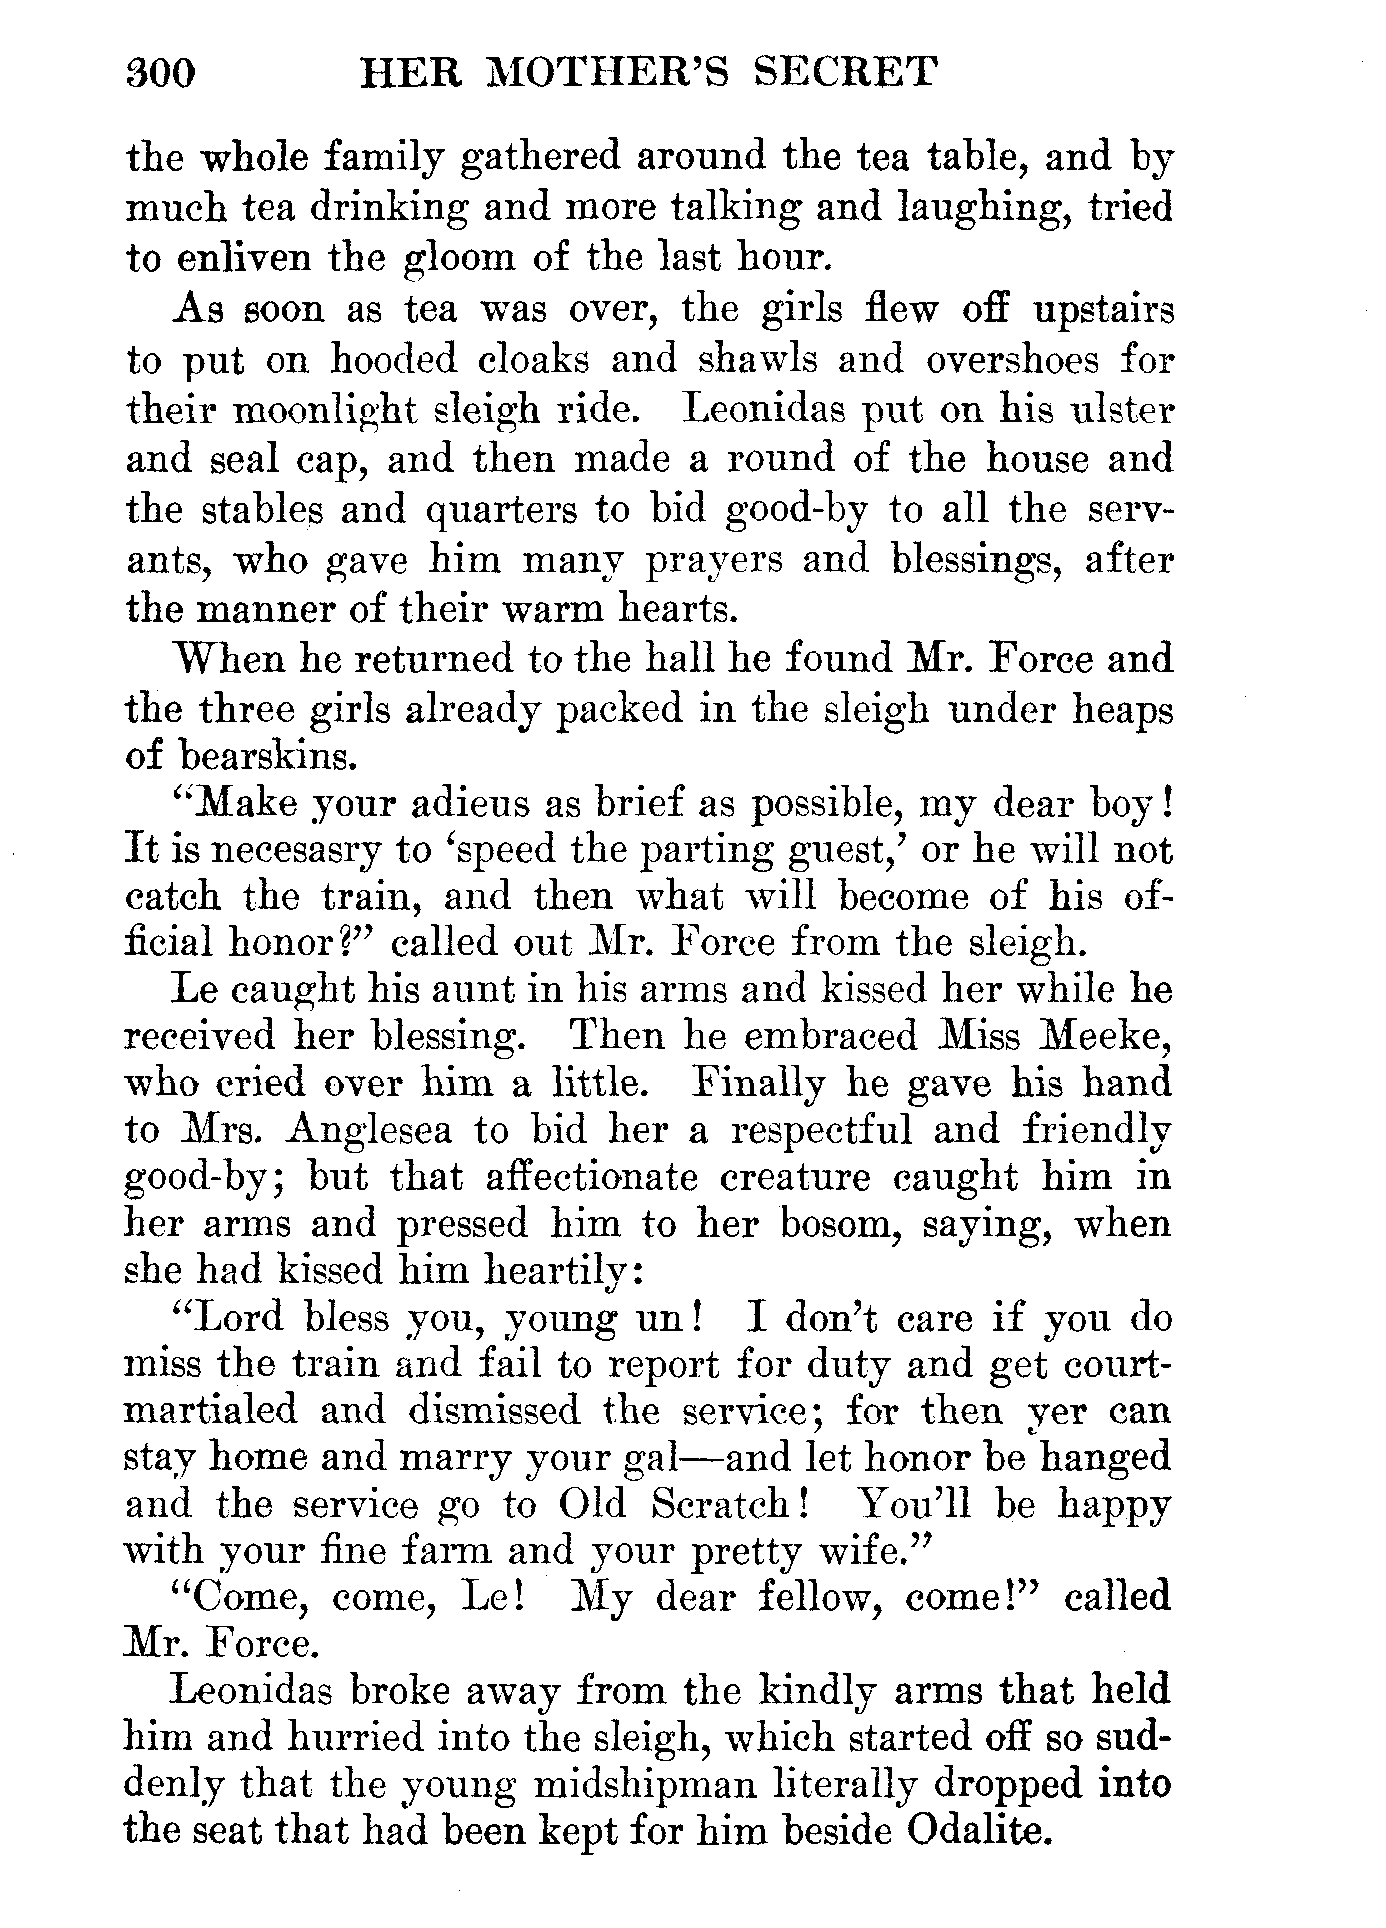 300 HER MOTHER'S SECRET
the whole family gathered around the tea table, and by
much tea drinking and more talking and laughing, tried
to enliven the gloom of the last hour.
As soon as tea was over, the girls flew off upstairs
to put on hooded cloaks and shawls and overshoes for
their moonlight sleigh ride. Leonidas put on his ulster
and seal cap, and then made a round of the house and
the stables and quarters to bid good-by to all the serv-
ants, who gave him many prayers and blessings, after
the manner of their warm hearts.
When he returned to the hall he found Mr. Force and
the three girls already packed in the sleigh under heaps
of bearskins.
“Make your adieus as brief as possible, my dear boy!
It is necesasry to ‘speed the parting guest,’ or he will not
catch the train, and then what will become of his of-
ficial honor?” called out Mr. Force from the sleigh.
Le caught his aunt in his arms and kissed her while he
received her blessing. Then he embraced Miss Meeke,
who cried over him a little. Finally he gave his hand
to Mrs. Anglesea to bid her a respectful and friendly
good-by; but that affectionate creature caught him in
her arms and pressed him to her bosom, saying, when
she had kissed him heartily:
“Lord bless you, young un! I don’t care if you do
miss the train and fail to report for duty and get court-
martialed and dismissed the service; for then yer can
stay home and marry your gal—and let honor be hanged
and the service go to Old Scratch! You’ll be happy
with your fine farm and your pretty wife.”
“Come, come, Le! My dear fellow, come!” called
Mr. Force.
Leonidas broke away from the kindly arms that held
him and hurried into the sleigh, which started off so sud-
denly that the young midshipman literally dropped into
the seat that had been kept for him beside Odalite.